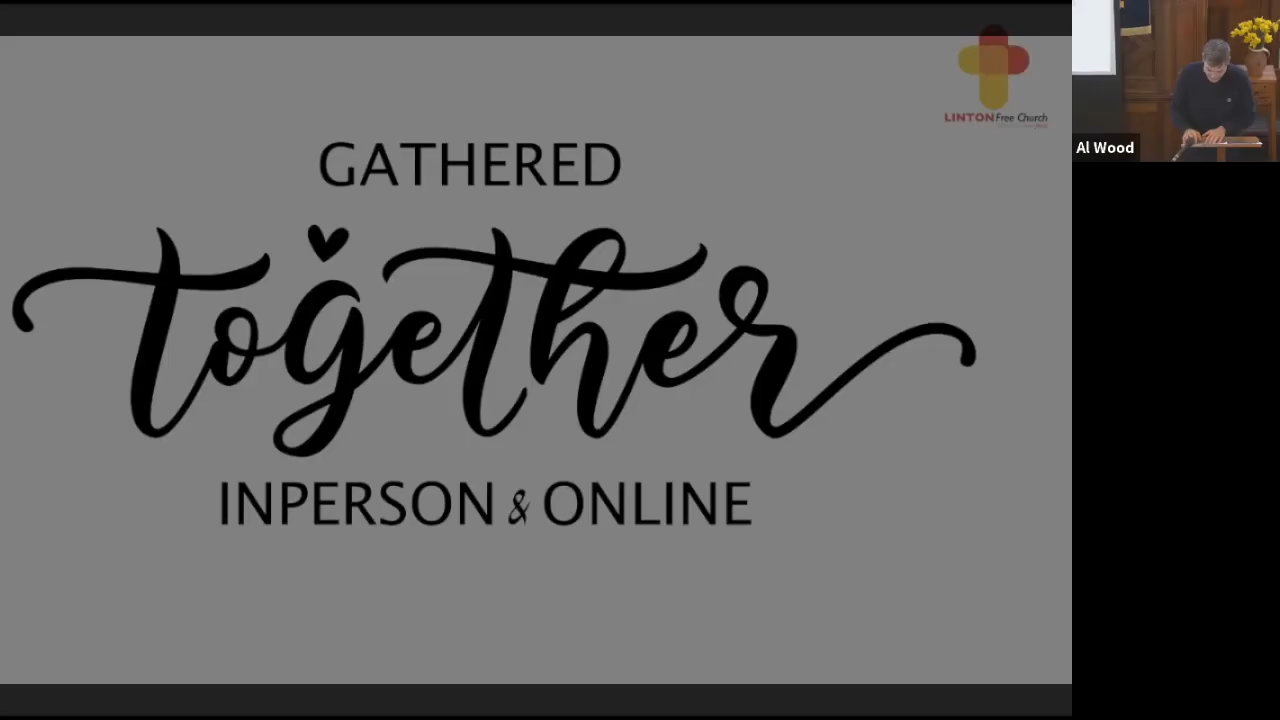 LINTON Free Church
GATHERED
together
INPERSON & ONLINE
Al Wood